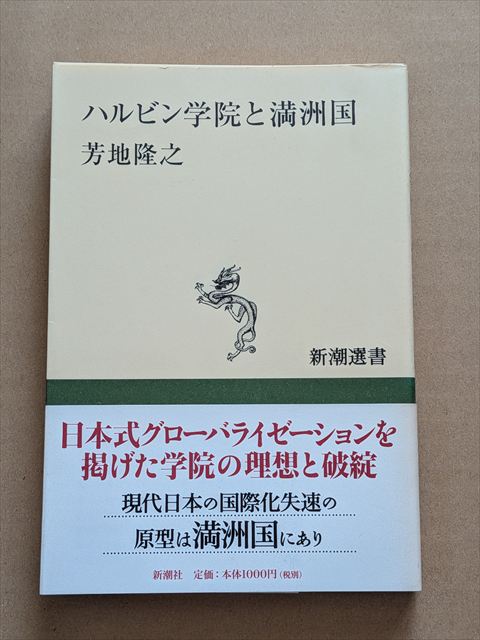 ハルビン学院と満洲国
芳地隆之
新潮選書
日本式グローバライゼーションを
掲げた学院の理想と破綻
現代日本の国際化失速の
原型は満洲国にあり
新潮社 定価：本体1000円（税別）